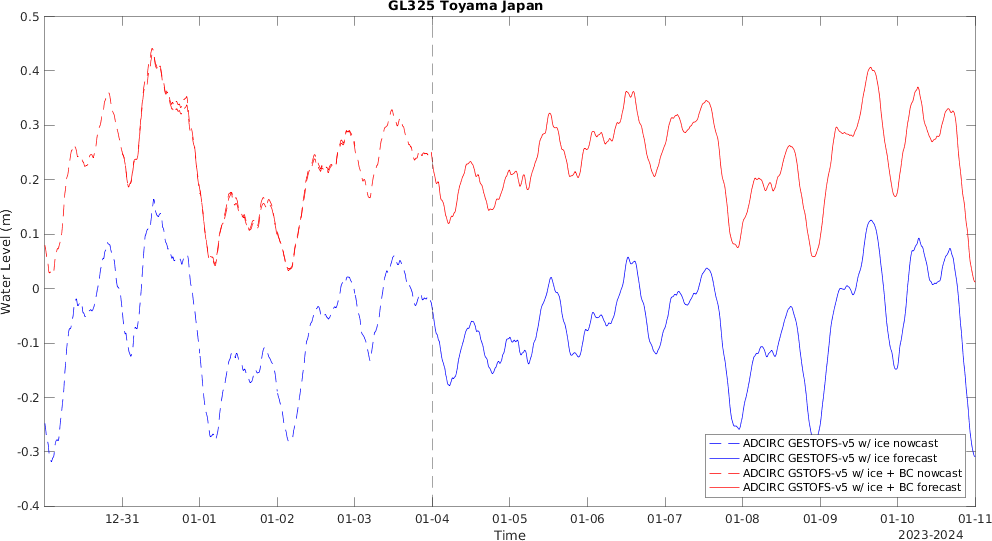 GL325 Toyama Japan
0.5
0.4
0.3
0.2
0.1
0
-0.1
-0.2
-0.3
-0.4
Water Level (m)
ADCIRC GESTOFS-v5 w/ ice nowcast
ADCIRC GESTOFS-v5 w/ ice forecast
ADCIRC GSTOFS-v5 w/ ice + BC nowcast
ADCIRC GSTOFS-v5 w/ ice + BC forecast
12-31 01-01 01-02 01-03 01-04 01-05 01-06 01-07 01-08 01-09 01-10 01-11
Time
2023-2024